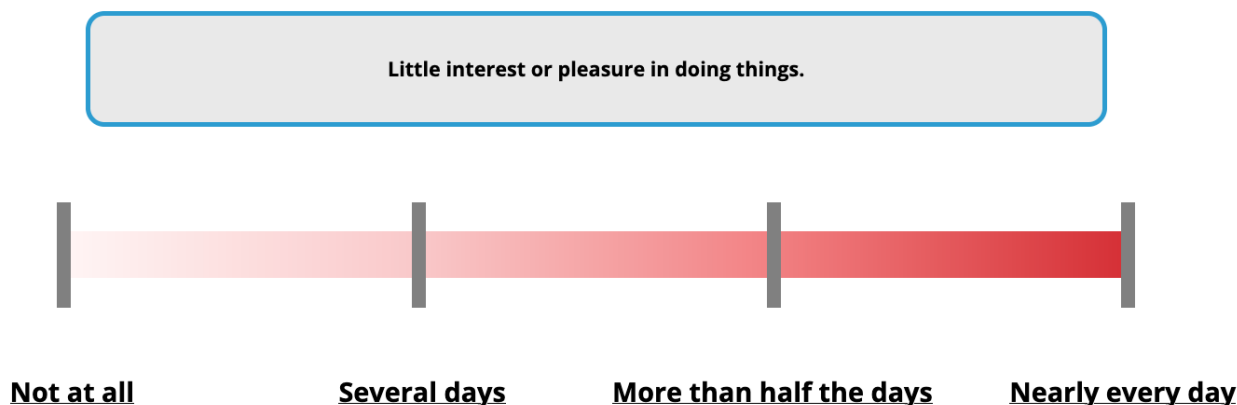 Little interest or pleasure in doing things.
Not at all Several days More than half the days Nearly every day